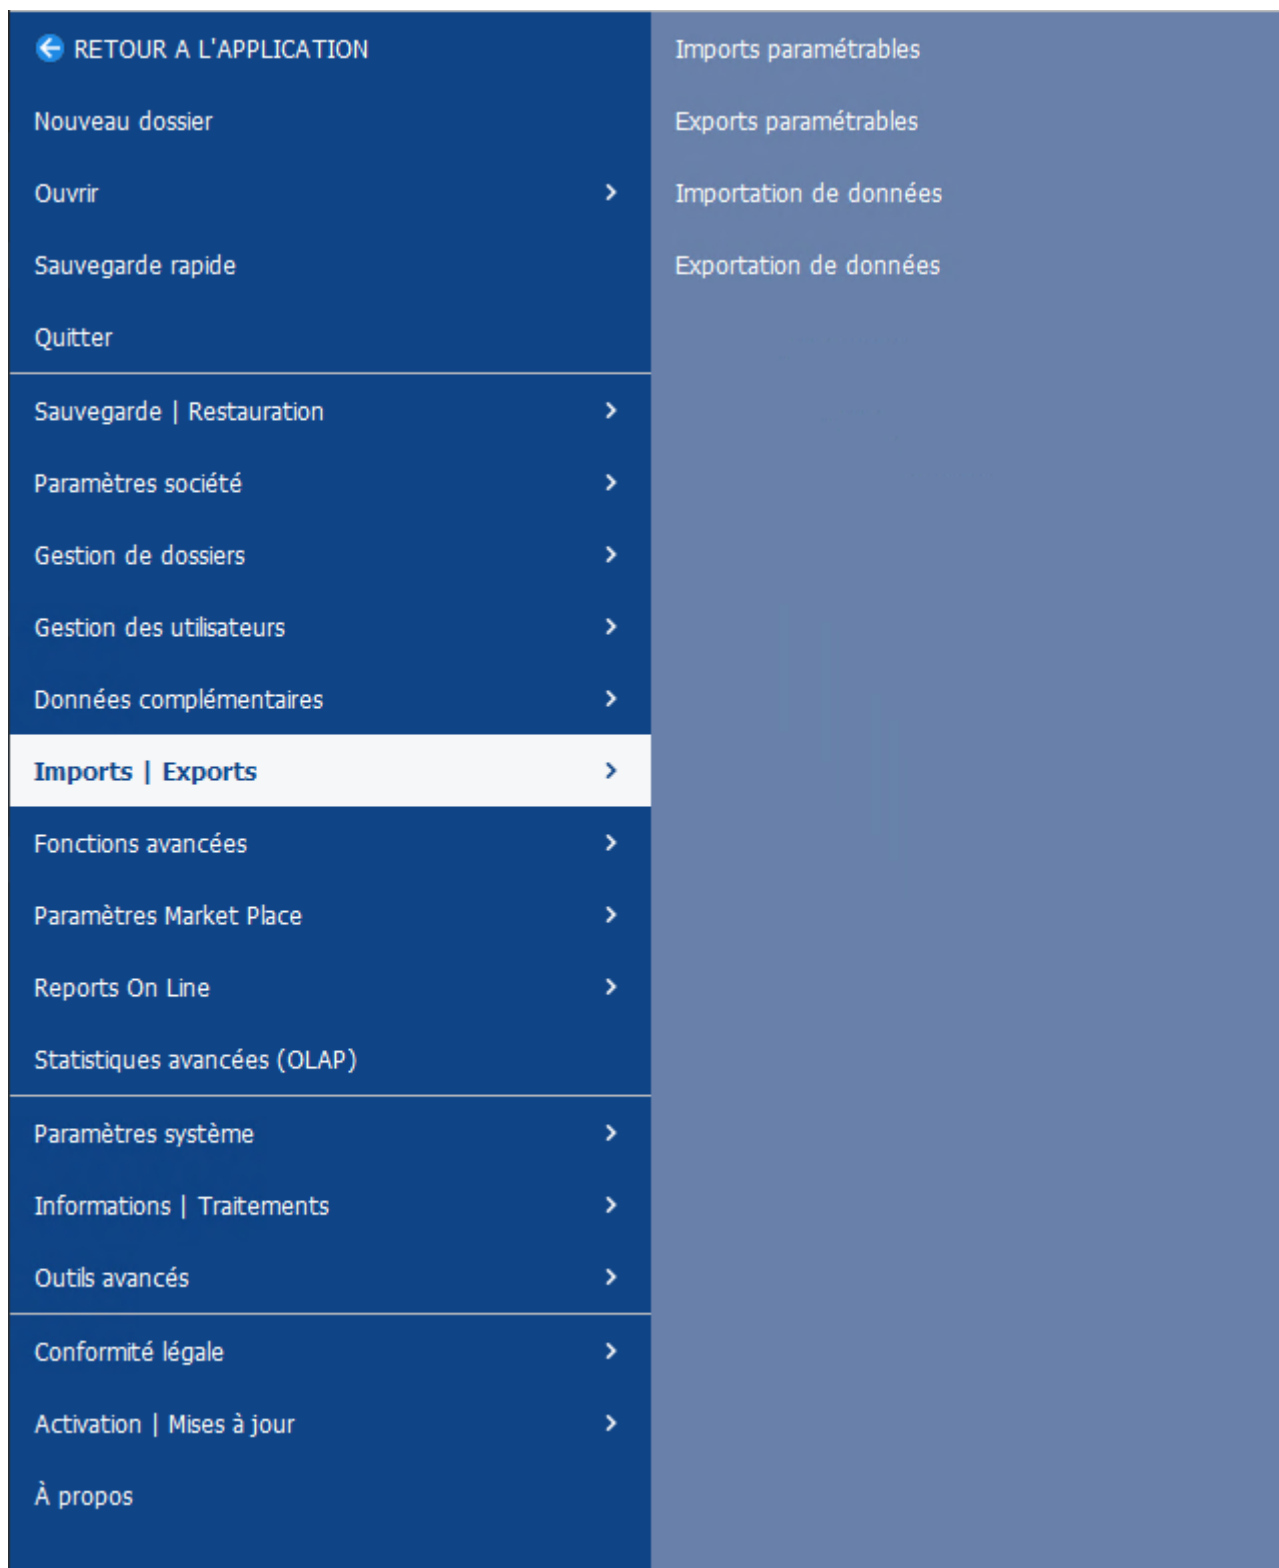 RETOUR A L'APPLICATION
Nouveau dossier
Ouvrir
Sauvegarde rapide
Quitter
Sauvegarde | Restauration
Paramètres société
Gestion de dossiers
Gestion des utilisateurs
Données complémentaires
Imports | Exports
Fonctions avancées
Paramètres Market Place
Reports On Line
Statistiques avancées (OLAP)
Paramètres système
Informations | Traitements
Outils avancés
Conformité légale
Activation | Mises à jour
À propos
Imports paramétrables
Exports paramétrables
Importation de données
Exportation de données